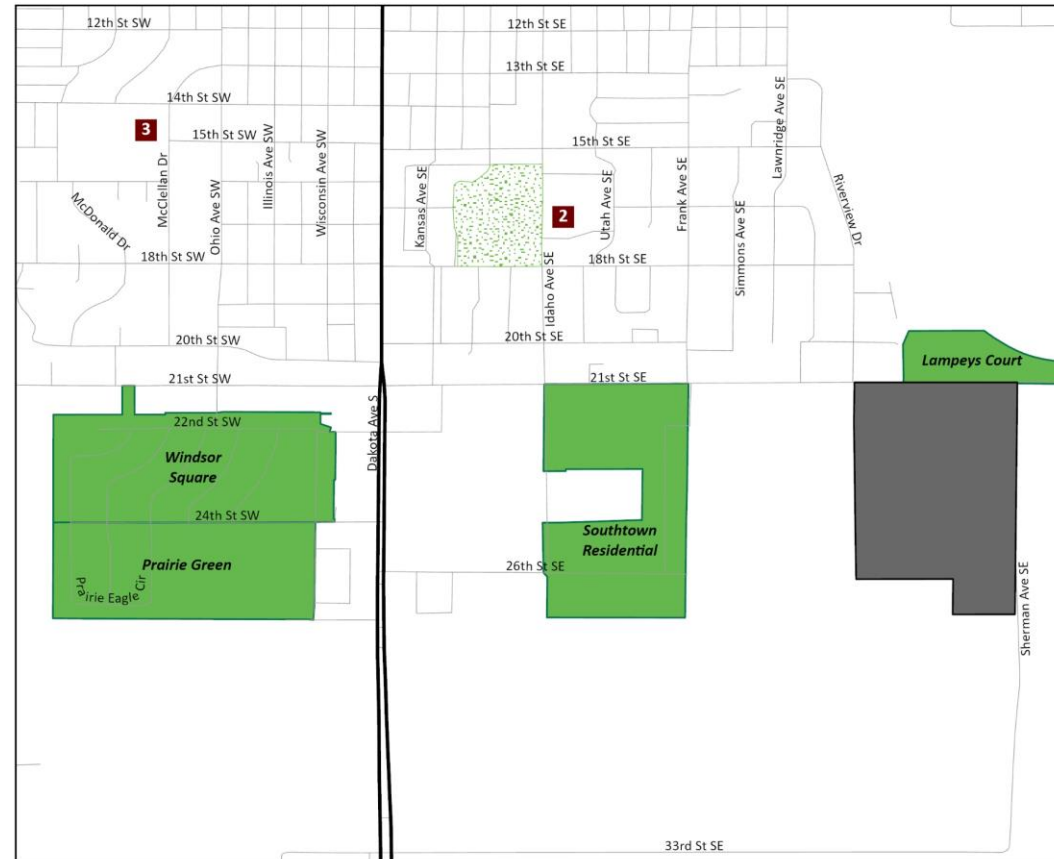 12th St SW
12th St SE
13th St SE
14th St SW
3
15th St SW
15th St SE
McClellan Dr
Ohio Ave SW
Illinois Ave SW
Wisconsin Ave SW
McDonald Dr
Kansas Ave SE
2
Utah Ave SE
Frank Ave SE
Simmons Ave SE
Lawnridge Ave SE
Riverview Dr
18th St SW
18th St SE
Idaho Ave SE
20th St SW
20th St SE
Lampeys Court
21st St SW
21st St SE
Dakota Ave S
22nd St SW
Windsor
Square
24th St SW
Prairie Green
Prairie Eagle Cir
Southtown
Residential
26th St SE
Sherman Ave SE
33rd St SE